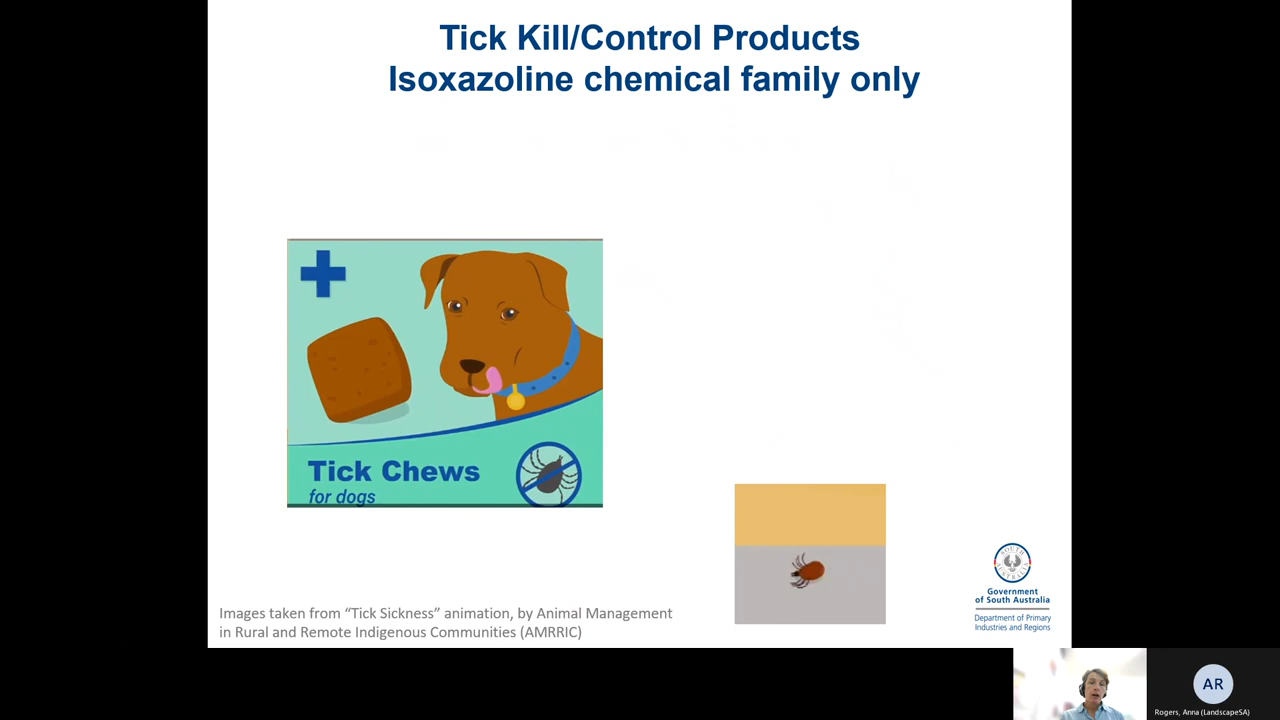 Tick Kill/Control Products
Isoxazoline chemical family only
Tick Chews
for dogs
Images taken from “Tick Sickness” animation, by Animal Management
in Rural and Remote Indigenous Communities (AMRRIC)
SOUTH
AUSTRALIA
Government
of South Australia
Department of Primary
Industries and Regions
AR
Rogers, Anna (LandscapeSA)